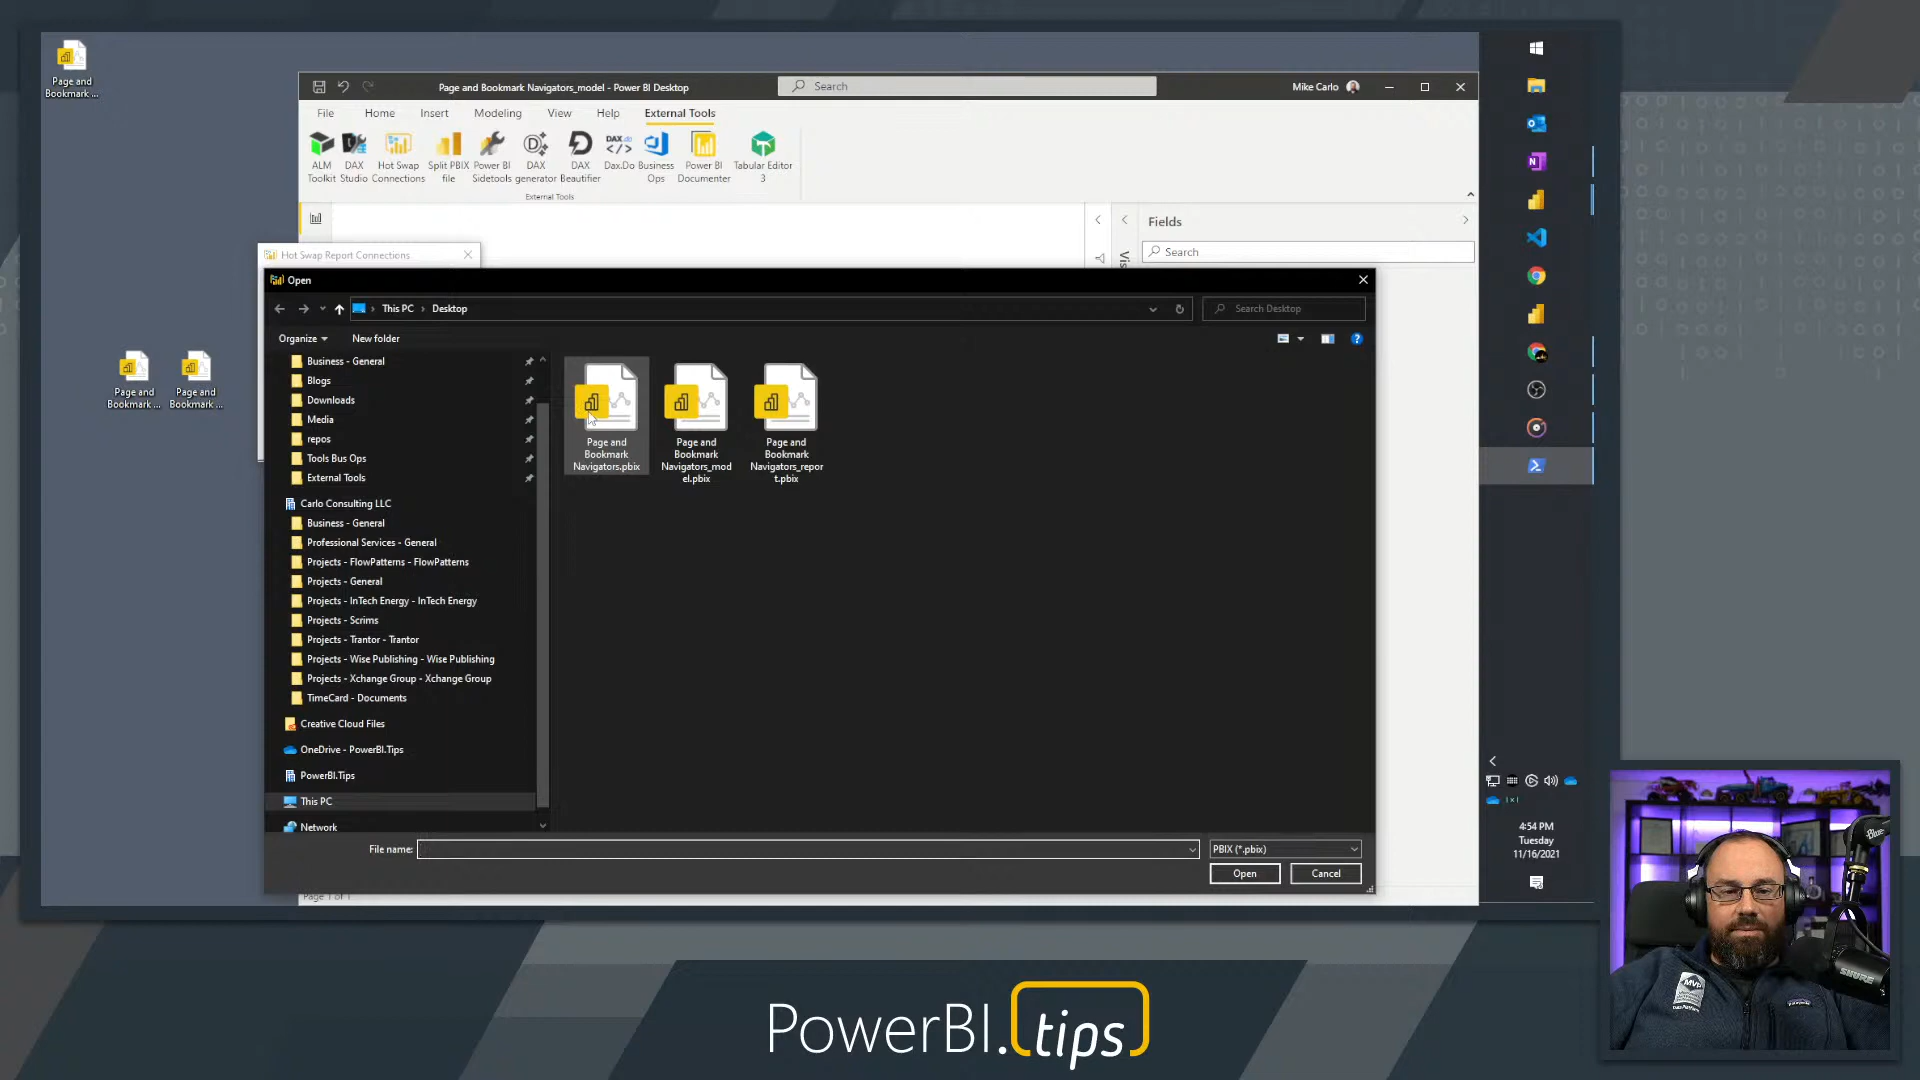 Page and
Bookmark ...
Page and
Bookmark ...
Page and
Bookmark ...
Page and Bookmark Navigators_model - Power BI Desktop
Search
Mike Carlo
File
Home
Insert
Modeling
View
Help
External Tools
ALM
Toolkit
DAX
Studio
Hot Swap
Connections
Split PBIX
file
Power BI
Sidetools
DAX
generator
DAX
Beautifier
Dax.Do
Business
Ops
Power BI
Documenter
Tabular Editor
3
External Tools
Fields
Search
Hot Swap Report Connections
Open
This PC
Desktop
Search Desktop
Organize
New folder
Business - General
Blogs
Downloads
Media
repos
Tools Bus Ops
External Tools
Carlo Consulting LLC
Business - General
Professional Services - General
Projects - FlowPatterns - FlowPatterns
Projects - General
Projects - InTech Energy - InTech Energy
Projects - Scrims
Projects - Trantor - Trantor
Projects - Wise Publishing - Wise Publishing
Projects - Xchange Group - Xchange Group
TimeCard - Documents
Creative Cloud Files
OneDrive - PowerBI.Tips
PowerBI.Tips
This PC
Network
Page and
Bookmark
Navigators.pbix
Page and
Bookmark
Navigators_mod
el.pbix
Page and
Bookmark
Navigators_repor
t.pbix
File name:
PBIX (*.pbix)
Open
Cancel
Page 1 of 1
4:54 PM
Tuesday
11/16/2021
PowerBI.tips
MVP
SHURE
Blue